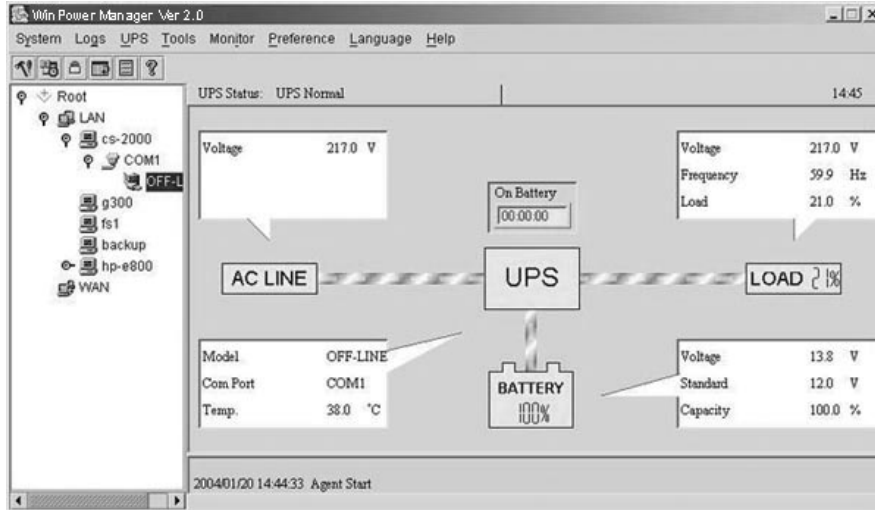 Win Power Manager Ver 2.0
System Logs UPS Tools Monitor Preference Language Help
Root
LAN
cs-2000
COM1
OFF-L
g300
fs1
backup
hp-e800
WAN
UPS Status: UPS Normal
14:45
Voltage 217.0 V
On Battery
00:00:00
Voltage 217.0 V
Frequency 59.9 Hz
Load 21.0 %
AC LINE
UPS
LOAD 21%
Model OFF-LINE
Com Port COM1
Temp. 38.0 °C
BATTERY
100%
Voltage 13.8 V
Standard 12.0 V
Capacity 100.0 %
2004/01/20 14:44:33 Agent Start